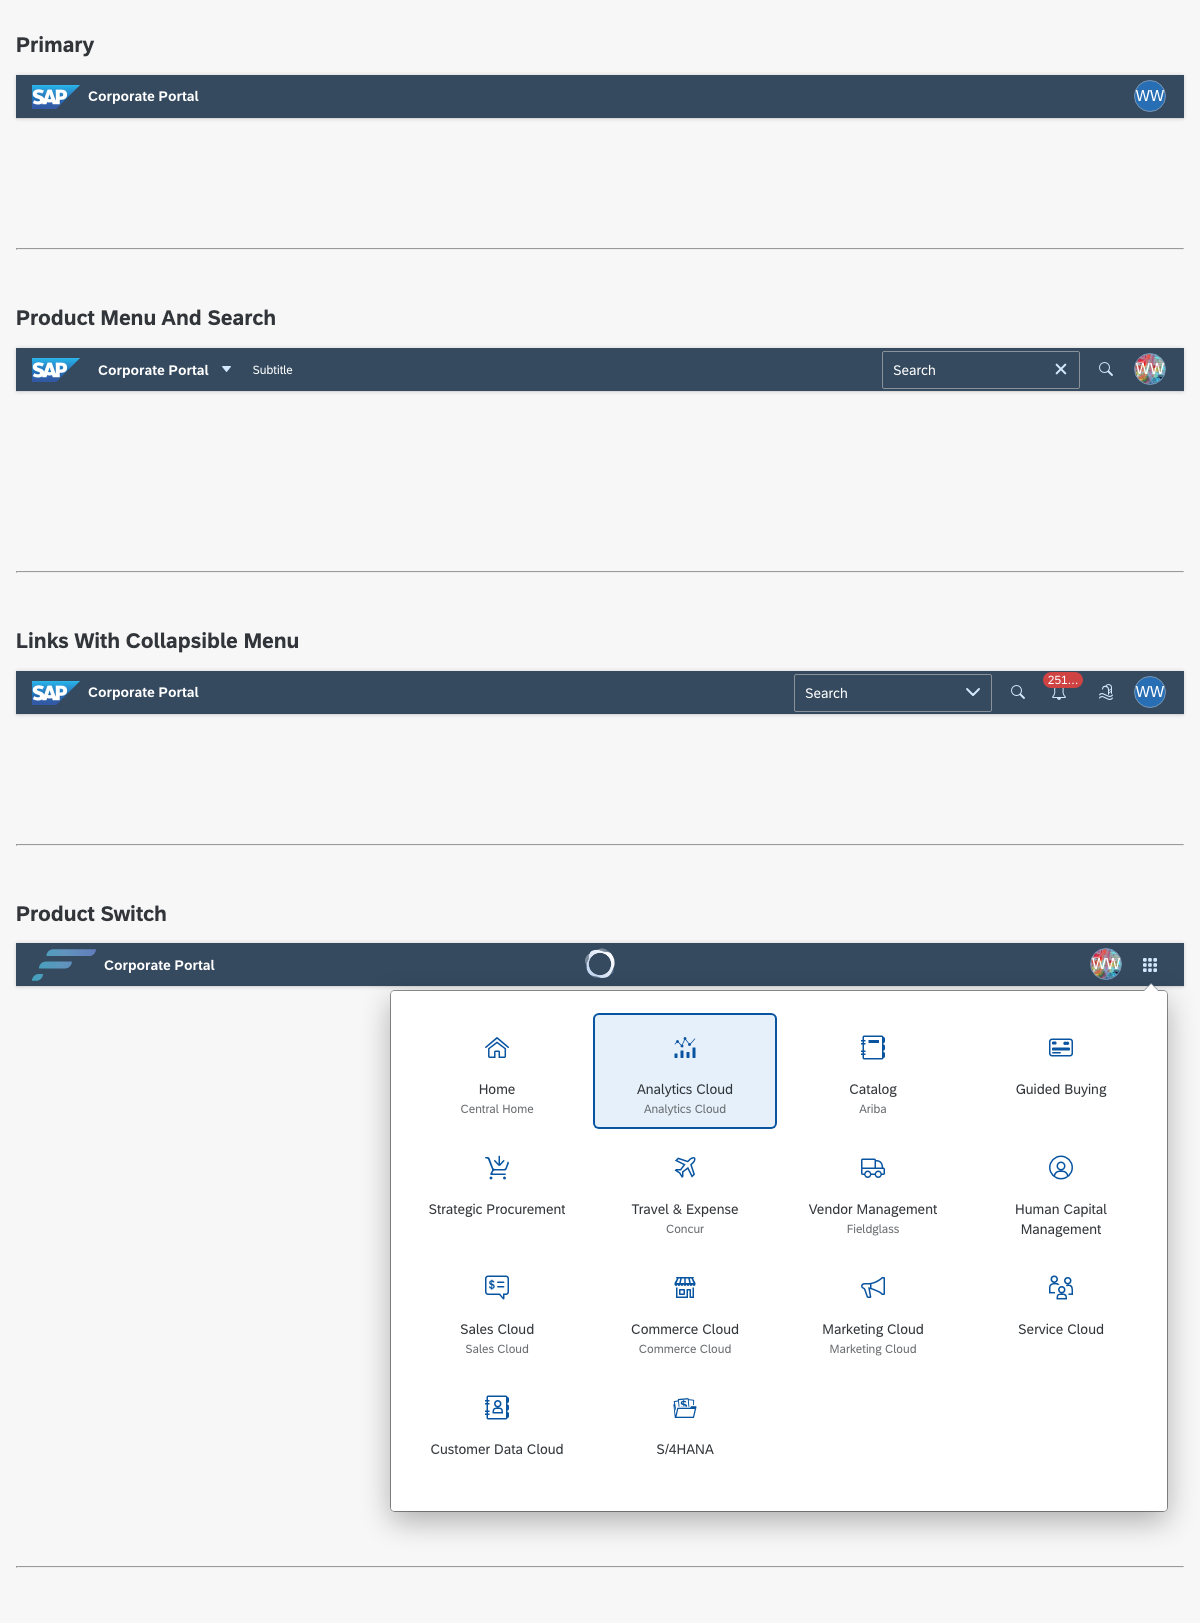 Primary
SAP Corporate Portal WW
Product Menu And Search
SAP Corporate Portal Subtitle Search WW
Links With Collapsible Menu
SAP Corporate Portal Search 251... WW
Product Switch
Corporate Portal WW
Home Analytics Cloud Catalog Guided Buying
Central Home Analytics Cloud Ariba
Strategic Procurement Travel & Expense Vendor Management Human Capital
Concur Fieldglass Management
Sales Cloud Commerce Cloud Marketing Cloud Service Cloud
Sales Cloud Commerce Cloud Marketing Cloud
Customer Data Cloud S/4HANA